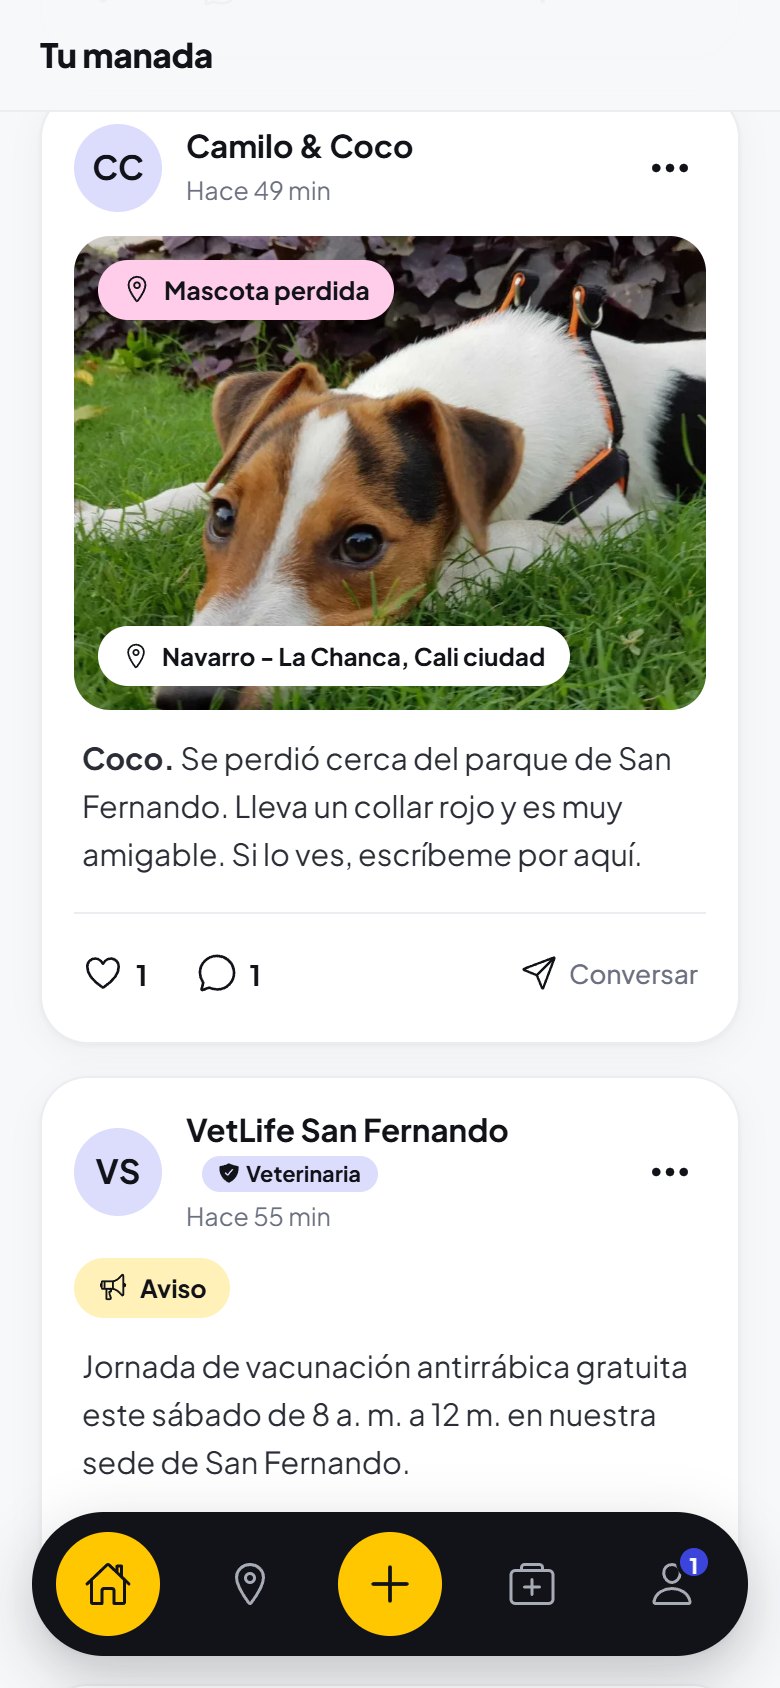 Tu manada
CC
Camilo & Coco
Hace 49 min
Mascota perdida
Navarro – La Chanca, Cali ciudad
Coco. Se perdió cerca del parque de San
Fernando. Lleva un collar rojo y es muy
amigable. Si lo ves, escríbeme por aquí.
1
1
Conversar
VS
VetLife San Fernando
Veterinaria
Hace 55 min
Aviso
Jornada de vacunación antirrábica gratuita
este sábado de 8 a. m. a 12 m. en nuestra
sede de San Fernando.
1